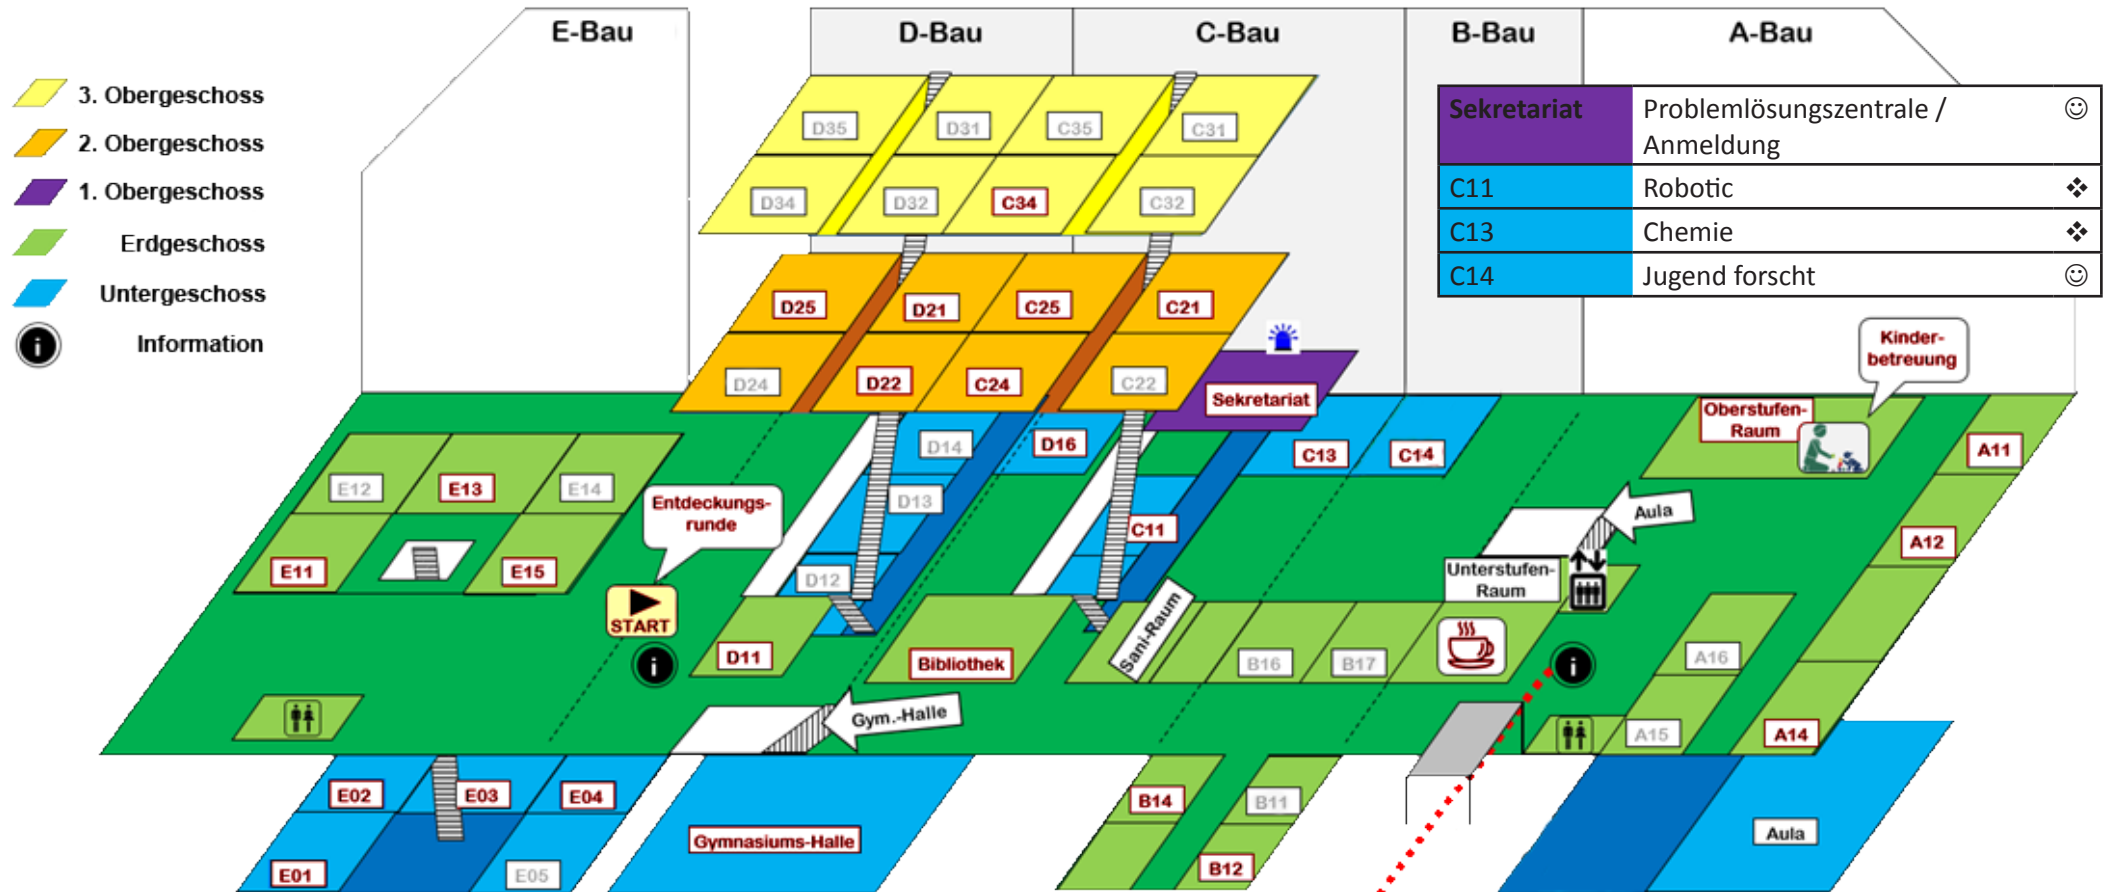 E-Bau
D-Bau
C-Bau
B-Bau
A-Bau
3. Obergeschoss
2. Obergeschoss
1. Obergeschoss
Erdgeschoss
Untergeschoss
i Information
Sekretariat Problemlösungszentrale / ☺
Anmeldung
C11 Robotic ❖
C13 Chemie ❖
C14 Jugend forscht ☺
D35
D31
C35
C31
D34
D32
C34
C32
D25
D21
C25
C21
D24
D22
C24
C22
Sekretariat
Kinder-
betreuung
Oberstufen-
Raum
A11
D14
D16
C13
C14
E12
E13
E14
Entdeckungs-
runde
D13
C11
Aula
A12
E11
E15
D12
Unterstufen-
Raum
START
Sani-Raum
i
D11
Bibliothek
B16
B17
i
A16
Gym.-Halle
A15
A14
E02
E03
E04
B14
B11
Gymnasiums-Halle
Aula
E01
E05
B12